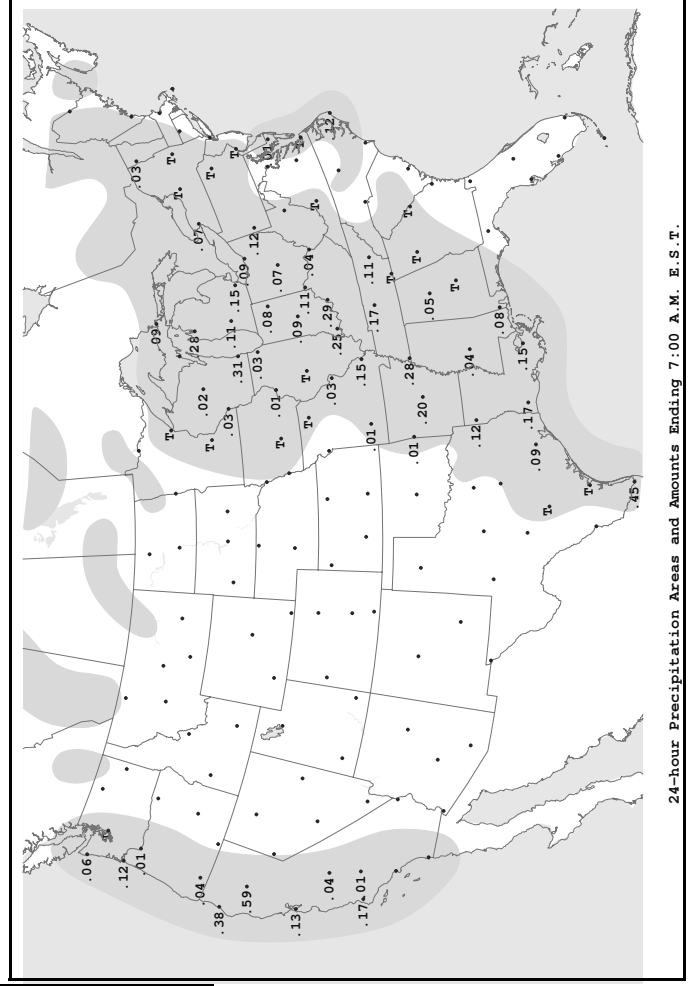 .06
T
.12
.03
.01
.09
T
T
T
.28
.07
.04
.02
T
T
.38
.03
.11
.15
T
.31
.09
.59
.12
.03
.08
.01
.01
.07
T
.13
.09
T
.11
T
.04
T
T
.29
.12
.04
.03
.25
.01
.15
.17
.11
.01
.17
T
T
.28
.01
T
.20
.05
T
.04
.12
.08
.15
.17
.09
T
T
.45
24-hour Precipitation Areas and Amounts Ending 7:00 A.M. E.S.T.